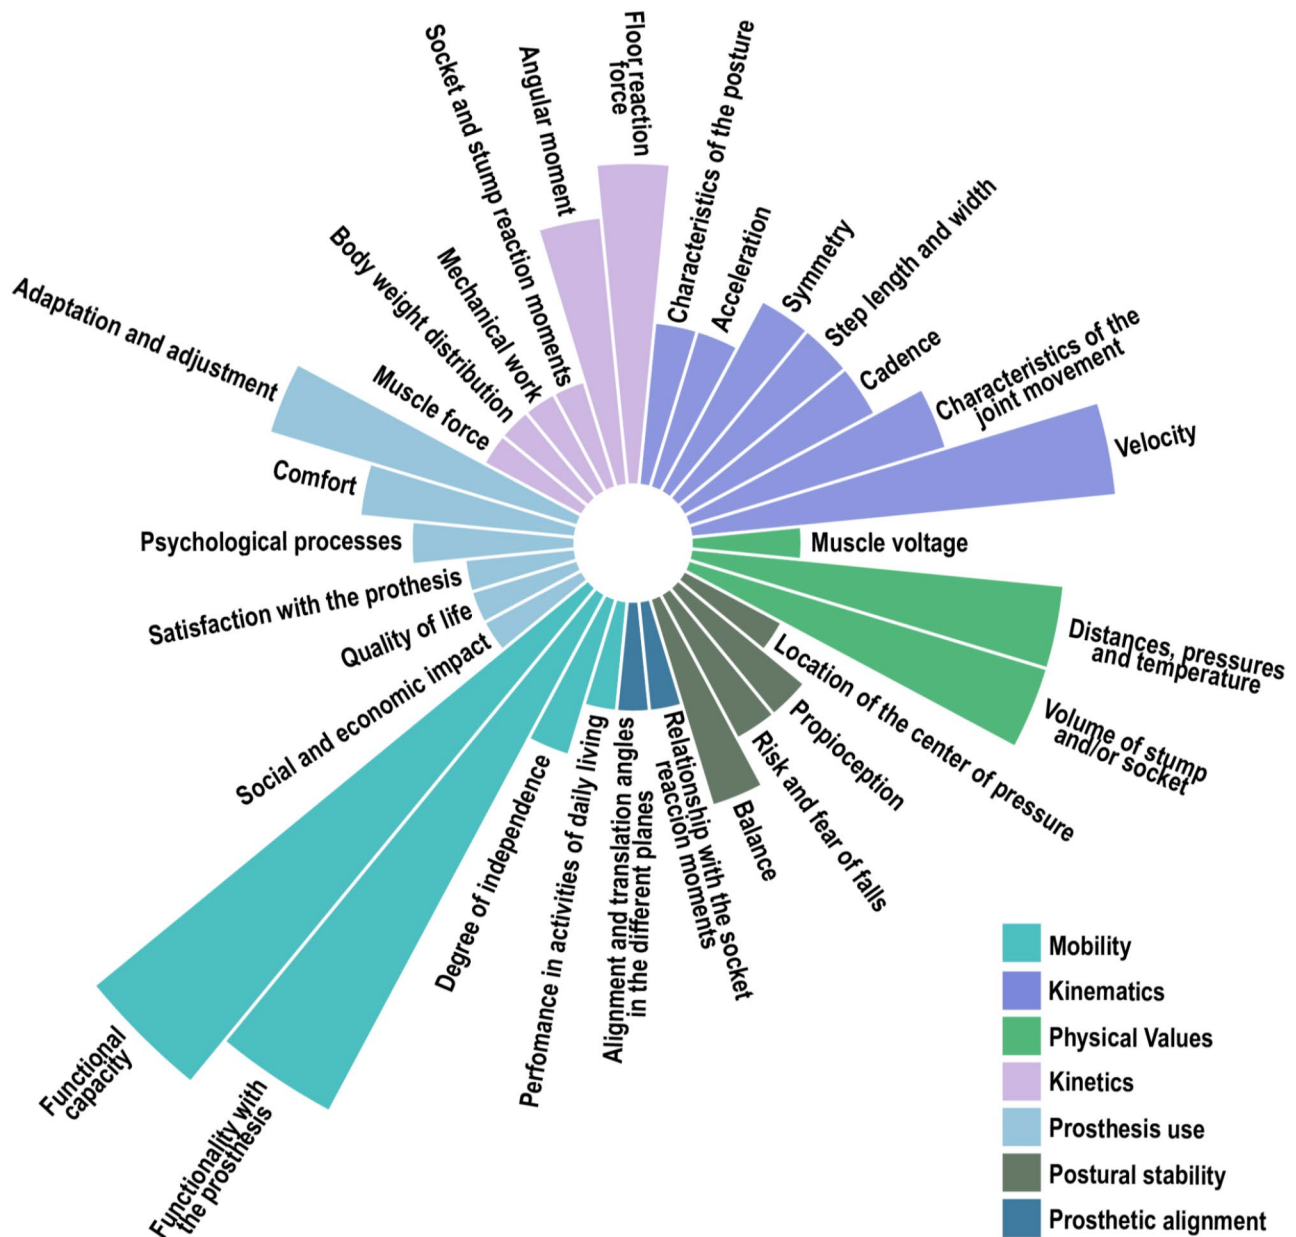 Floor reaction
force
Characteristics of the posture
Acceleration
Symmetry
Step length and width
Cadence
Characteristics of the
joint movement
Velocity
Muscle voltage
Distances, pressures
and temperature
Volume of stump
and/or socket
Location of the center of pressure
Propioception
Risk and fear of falls
Balance
Relationship with the socket
reaccion moments
Alignment and translation angles
in the different planes
Perfomance in activities of daily living
Degree of independence
Functionality with
the prosthesis
Functional
capacity
Social and economic impact
Quality of life
Satisfaction with the prothesis
Psychological processes
Comfort
Adaptation and adjustment
Muscle force
Body weight distribution
Mechanical work
Socket and stump reaction moments
Angular moment
Mobility
Kinematics
Physical Values
Kinetics
Prosthesis use
Postural stability
Prosthetic alignment